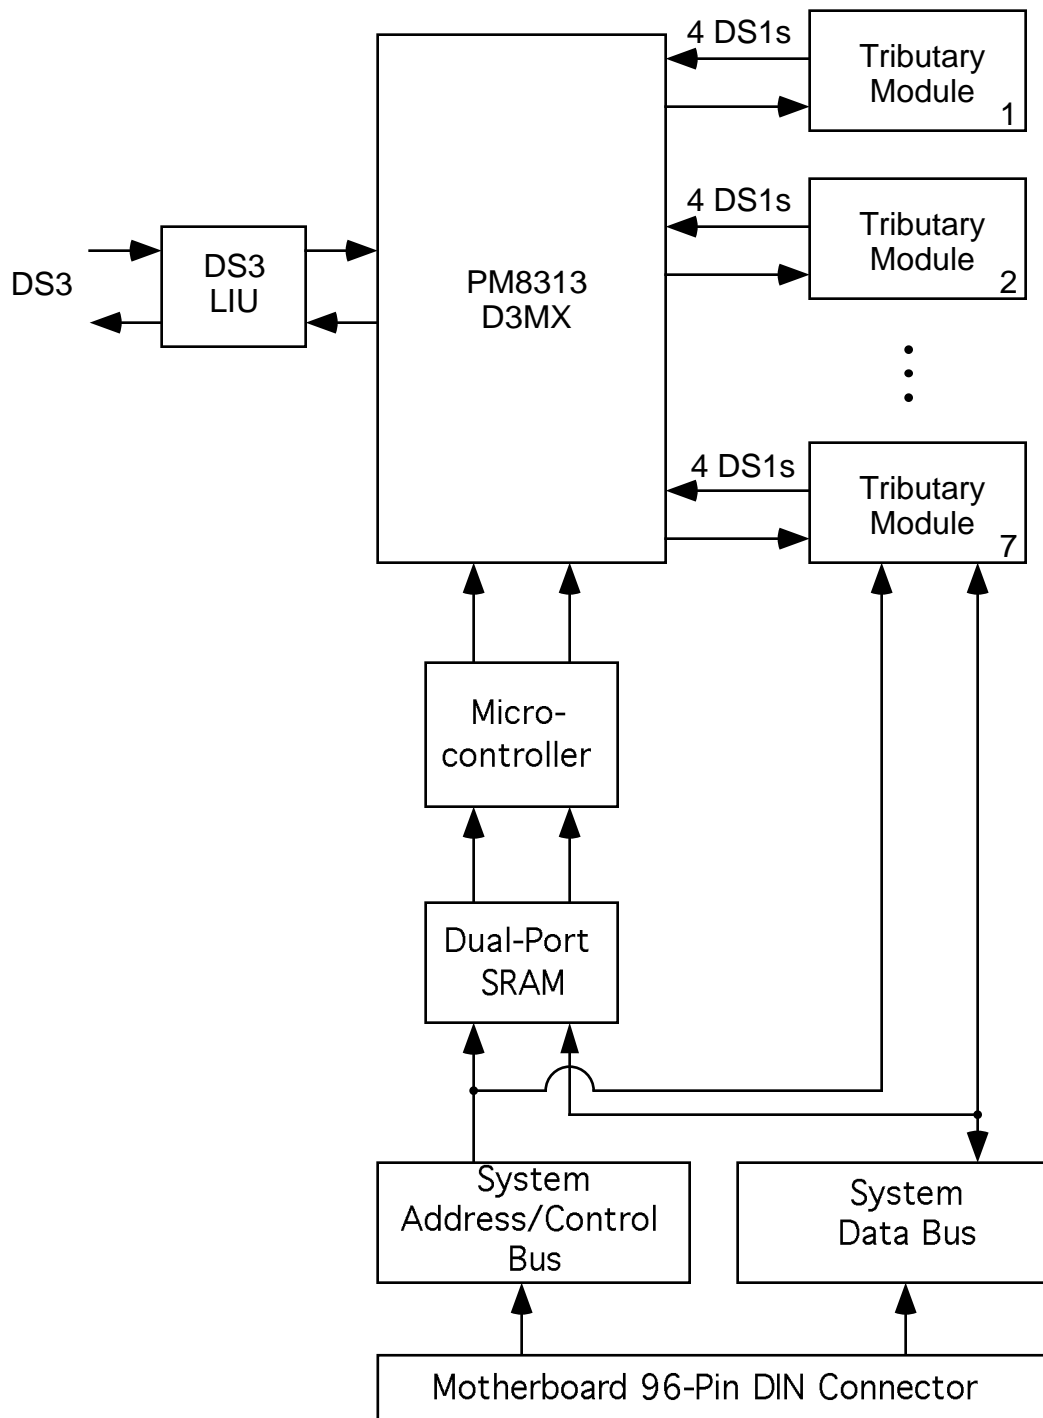 4 DS1s
Tributary
Module
1
4 DS1s
Tributary
Module
2
DS3
DS3
LIU
PM8313
D3MX
4 DS1s
Tributary
Module
7
Micro-
controller
Dual-Port
SRAM
System
Address/Control
Bus
System
Data Bus
Motherboard 96-Pin DIN Connector